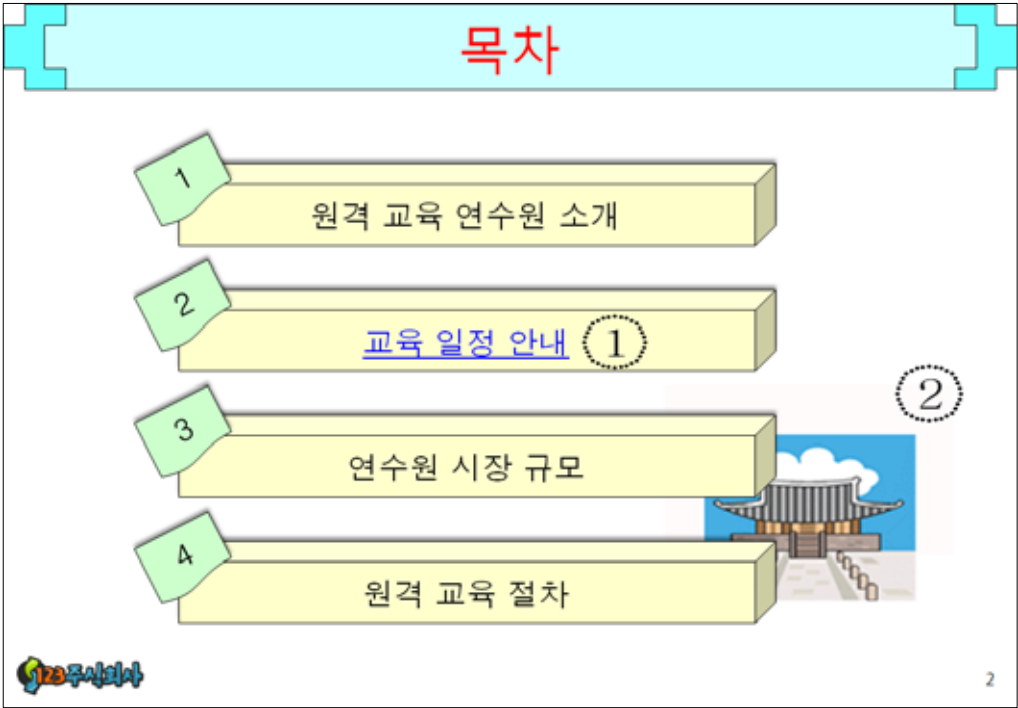 목차
1
원격 교육 연수원 소개
2
교육 일정 안내 1
2
3
연수원 시장 규모
4
원격 교육 절차
123주식회사
2